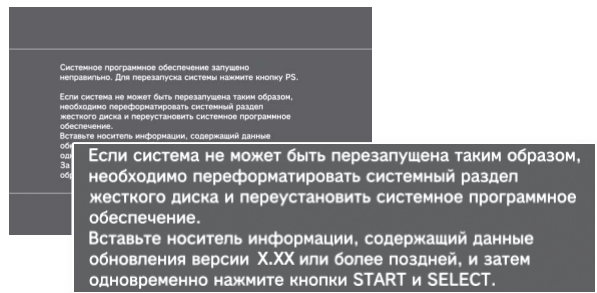 Системное программное обеспечение запущено
неправильно. Для перезапуска системы нажмите кнопку PS.
Если система не может быть перезапущена таким образом,
необходимо переформатировать системный раздел
жесткого диска и переустановить системное программное
обеспечение.
Вставьте носитель информации, содержащий данные
Если система не может быть перезапущена таким образом,
необходимо переформатировать системный раздел
жесткого диска и переустановить системное программное
обеспечение.
Вставьте носитель информации, содержащий данные
обновления версии X.XX или более поздней, и затем
одновременно нажмите кнопки START и SELECT.